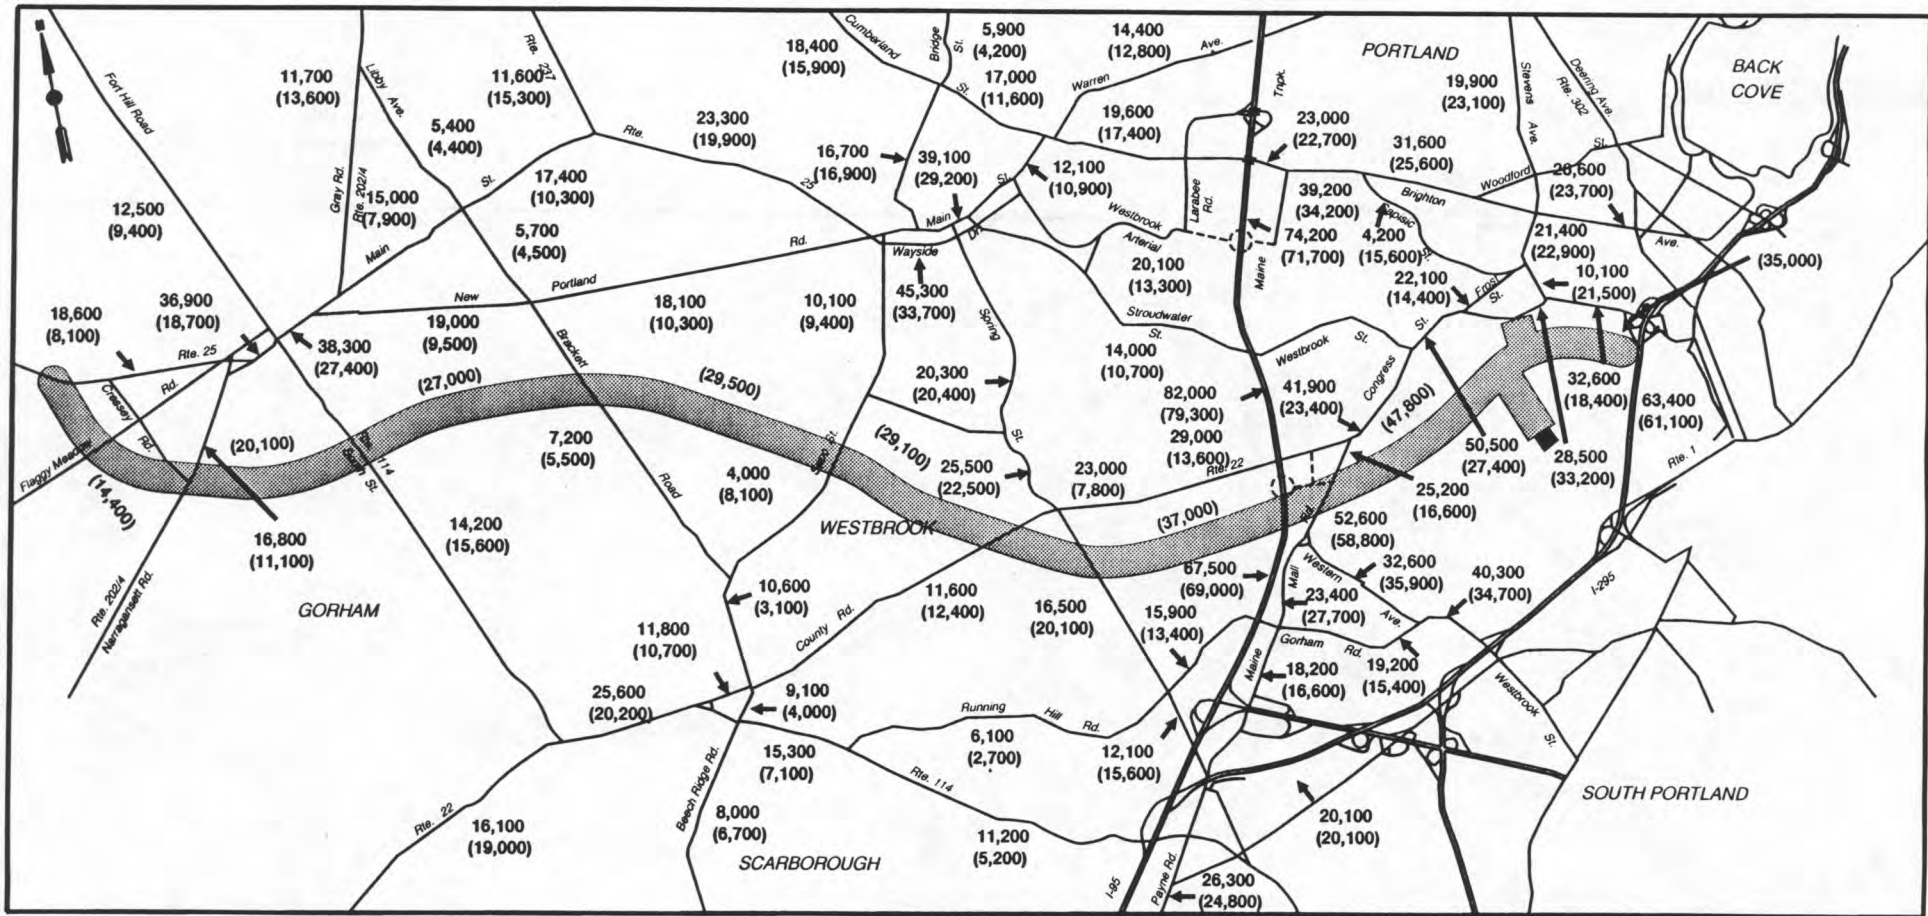 N
Fort Hill Road
11,700
(13,600)
Libby Ave.
Rte. 237
11,600
(15,300)
5,400
(4,400)
18,400
(15,900)
Cumberland
St.
Bridge
St.
5,900
(4,200)
17,000
(11,600)
14,400
(12,800)
Warren
Ave.
Tnpk.
PORTLAND
19,900
(23,100)
Stevens
Ave.
Deering Ave.
Rte. 302
BACK
COVE
Rte.
25
23,300
(19,900)
16,700
(16,900)
39,100
(29,200)
12,100
(10,900)
19,600
(17,400)
23,000
(22,700)
31,600
(25,600)
Woodford
St.
26,600
(23,700)
12,500
(9,400)
Gray Rd.
Rte. 202/4
15,000
(7,900)
Main
St.
17,400
(10,300)
5,700
(4,500)
Main
St.
Wayside
Dr.
Westbrook
Arterial
Larabee
Rd.
39,200
(34,200)
74,200
(71,700)
4,200
(15,600)
Capisic
St.
Brighton
Ave.
21,400
(22,900)
10,100
(21,500)
(35,000)
18,600
(8,100)
36,900
(18,700)
Rte. 25
38,300
(27,400)
New
Portland
Rd.
19,000
(9,500)
18,100
(10,300)
10,100
(9,400)
45,300
(33,700)
Spring
St.
20,100
(13,300)
Maine
22,100
(14,400)
Frost
St.
Stroudwater
St.
14,000
(10,700)
Westbrook
St.
Congress
St.
Cressey
Rd.
Rd.
Flaggy Meadow
(14,400)
(20,100)
(27,000)
Brackett
Road
(29,500)
20,300
(20,400)
82,000
(79,300)
29,000
(13,600)
41,900
(23,400)
(47,800)
50,500
(27,400)
28,500
(33,200)
32,600
(18,400)
63,400
(61,100)
Rte. 1
Rte. 114
South St.
7,200
(5,500)
4,000
(8,100)
Saco St.
(29,100)
25,500
(22,500)
23,000
(7,800)
Rte. 22
(37,000)
25,200
(16,600)
16,800
(11,100)
14,200
(15,600)
WESTBROOK
Rd.
52,600
(58,800)
Rte. 202/4
Narragansett Rd.
GORHAM
10,600
(3,100)
County
Rd.
11,600
(12,400)
16,500
(20,100)
67,500
(69,000)
Mall
Western
Ave.
32,600
(35,900)
23,400
(27,700)
40,300
(34,700)
I-295
11,800
(10,700)
15,900
(13,400)
Gorham
Rd.
19,200
(15,400)
Maine
18,200
(16,600)
Westbrook
St.
25,600
(20,200)
9,100
(4,000)
Running
Hill
Rd.
6,100
(2,700)
12,100
(15,600)
15,300
(7,100)
Rte. 114
Beech Ridge Rd.
Rte. 22
16,100
(19,000)
8,000
(6,700)
SCARBOROUGH
11,200
(5,200)
I-95
Payne Rd.
26,300
(24,800)
20,100
(20,100)
SOUTH PORTLAND